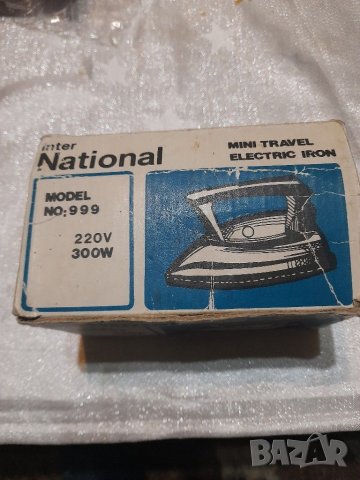 inter
National
MINI TRAVEL
ELECTRIC IRON
MODEL
NO:999
220V
300W
BAZAR